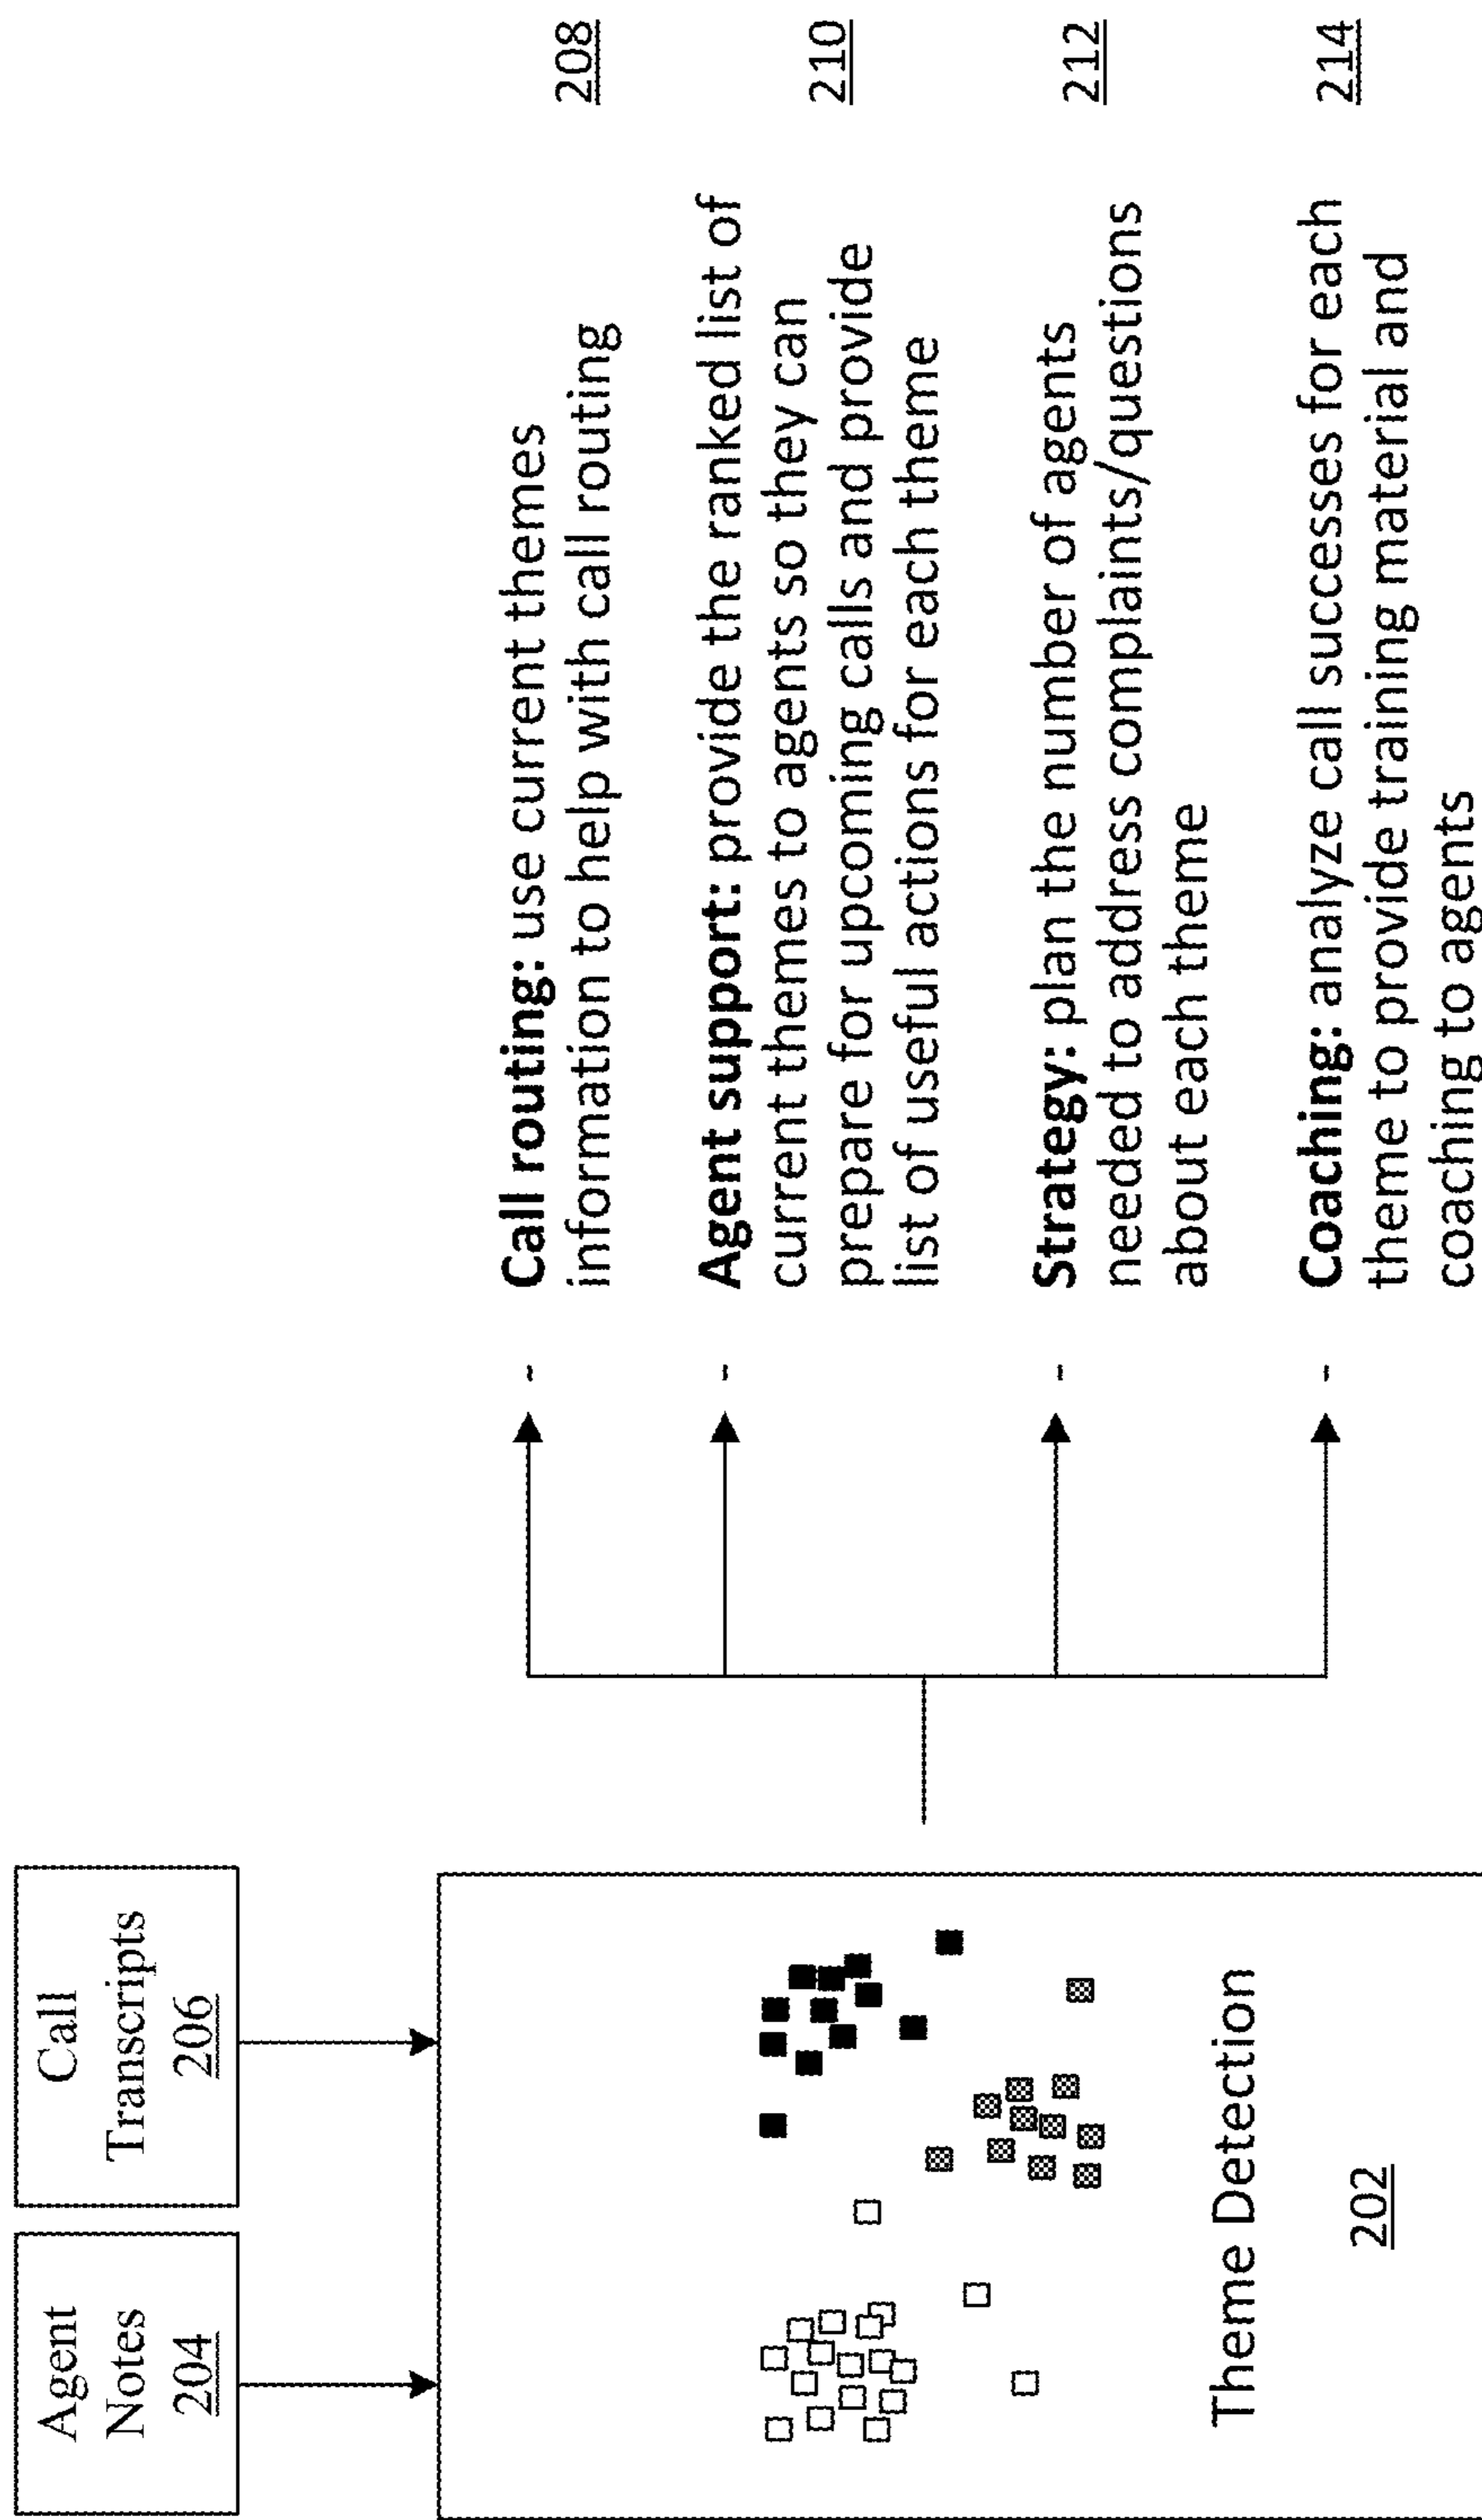 Agent
Notes
204
Call
Transcripts
206
Theme Detection
202
- Call routing: use current themes
information to help with call routing
208
- Agent support: provide the ranked list of
current themes to agents so they can
prepare for upcoming calls and provide
list of useful actions for each theme
210
- Strategy: plan the number of agents
needed to address complaints/questions
about each theme
212
- Coaching: analyze call successes for each
theme to provide training material and
coaching to agents
214